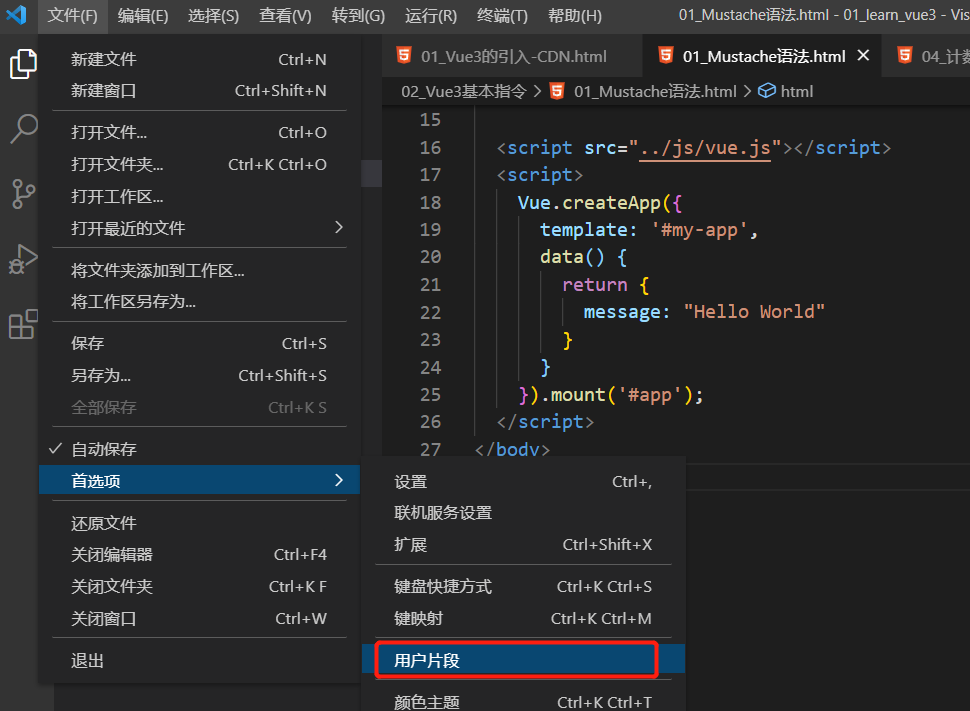 文件(F) 编辑(E) 选择(S) 查看(V) 转到(G) 运行(R) 终端(T) 帮助(H) 01_Mustache语法.html - 01_learn_vue3 - Vis
新建文件 Ctrl+N
新建窗口 Ctrl+Shift+N
打开文件... Ctrl+O
打开文件夹... Ctrl+K Ctrl+O
打开工作区...
打开最近的文件
将文件夹添加到工作区...
将工作区另存为...
保存 Ctrl+S
另存为... Ctrl+Shift+S
全部保存 Ctrl+K S
自动保存
首选项
还原文件
关闭编辑器 Ctrl+F4
关闭文件夹 Ctrl+K F
关闭窗口 Ctrl+W
退出
01_Vue3的引入-CDN.html 01_Mustache语法.html 04_计数
02_Vue3基本指令 > 01_Mustache语法.html > html
15
16 <script src="../js/vue.js"></script>
17 <script>
18 Vue.createApp({
19 template: '#my-app',
20 data() {
21 return {
22 message: "Hello World"
23 }
24 }
25 }).mount('#app');
26 </script>
27 </body>
设置 Ctrl+,
联机服务设置
扩展 Ctrl+Shift+X
键盘快捷方式 Ctrl+K Ctrl+S
键映射 Ctrl+K Ctrl+M
用户片段
颜色主题 Ctrl+K Ctrl+T